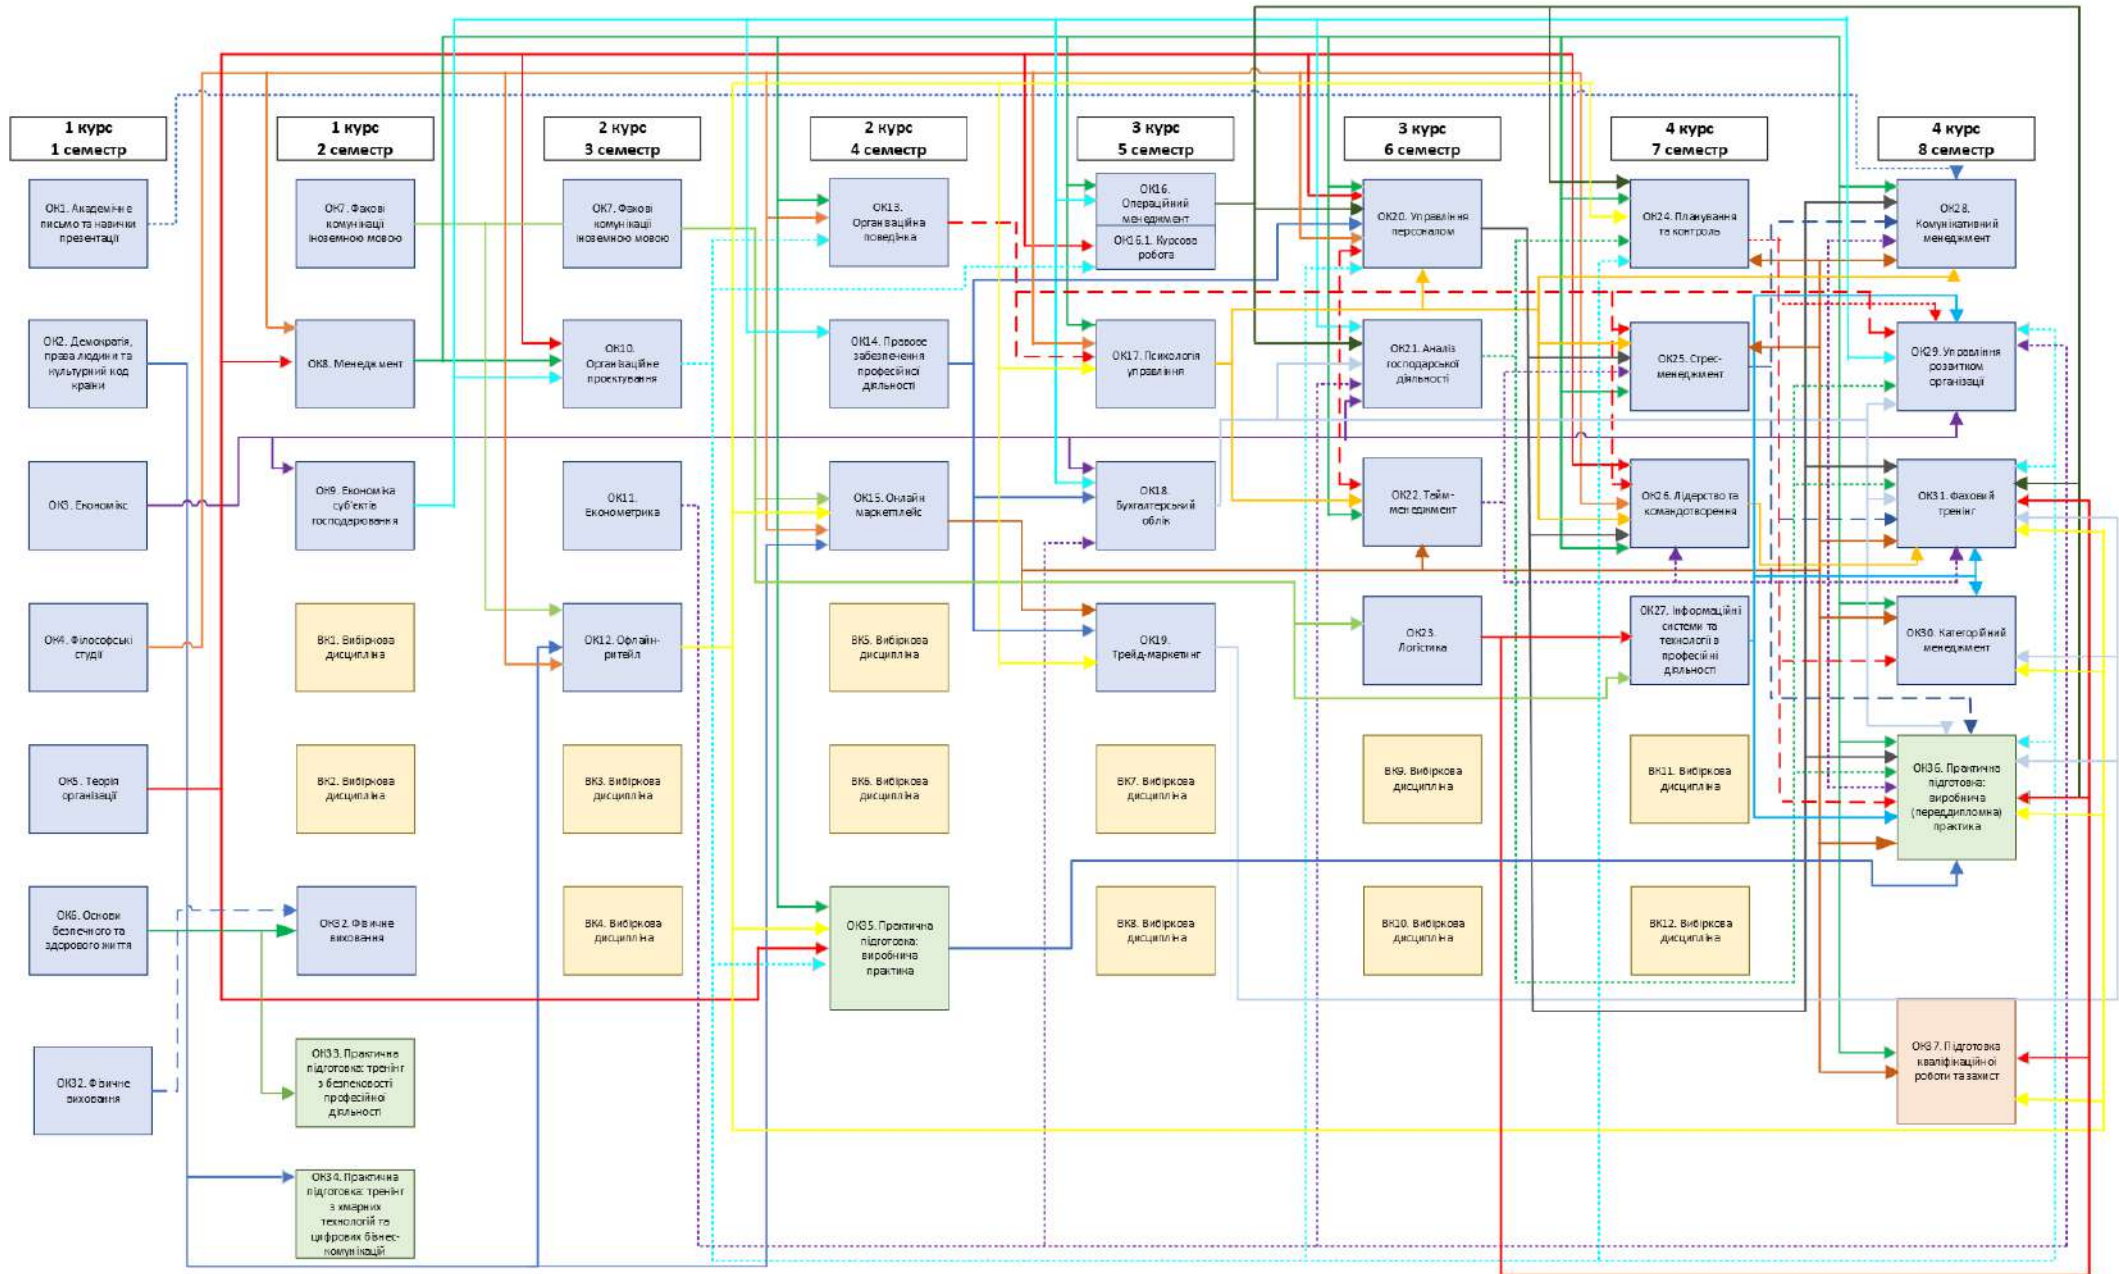 1 курс
1 семестр
1 курс
2 семестр
2 курс
3 семестр
2 курс
4 семестр
3 курс
5 семестр
3 курс
6 семестр
4 курс
7 семестр
4 курс
8 семестр
ОК1. Академічне
письмо та навички
презентації
ОК7. Фахові
комунікації
іноземною мовою
ОК7. Фахові
комунікації
іноземною мовою
ОК13.
Організаційна
поведінка
ОК16.
Операційний
менеджмент
ОК16.1. Курсова
робота
ОК20. Управління
персоналом
ОК24. Планування
та контроль
ОК28.
Комунікативний
менеджмент
ОК2. Демократія,
права людини та
культурний код
країни
ОК8. Менеджмент
ОК10.
Організаційне
проєктування
ОК14. Правове
забезпечення
професійної
діяльності
ОК17. Психологія
управління
ОК21. Аналіз
господарської
діяльності
ОК25. Стрес-
менеджмент
ОК29. Управління
розвитком
організації
ОК3. Економікс
ОК9. Економіка
суб'єктів
господарювання
ОК11.
Економетрика
ОК15. Онлайн
маркетплейс
ОК18.
Бухгалтерський
облік
ОК22. Тайм-
менеджмент
ОК26. Лідерство та
командотворення
ОК31. Фаховий
тренінг
ОК4. Філософські
студії
ВК1. Вибіркова
дисципліна
ОК12. Офлайн-
ритейл
ВК5. Вибіркова
дисципліна
ОК19.
Трейд-маркетинг
ОК23.
Логістика
ОК27. Інформаційні
системи та
технології в
професійні
діяльності
ОК30. Категорійний
менеджмент
ОК5. Теорія
організації
ВК2. Вибіркова
дисципліна
ВК3. Вибіркова
дисципліна
ВК6. Вибіркова
дисципліна
ВК7. Вибіркова
дисципліна
ВК9. Вибіркова
дисципліна
ВК11. Вибіркова
дисципліна
ОК36. Практична
підготовка:
виробнича
(переддипломна)
практика
ОК6. Основи
безпечного та
здорового життя
ОК32. Фізичне
виховання
ВК4. Вибіркова
дисципліна
ОК35. Практична
підготовка:
виробнича
практика
ВК8. Вибіркова
дисципліна
ВК10. Вибіркова
дисципліна
ВК12. Вибіркова
дисципліна
ОК32. Фізичне
виховання
ОК33. Практична
підготовка: тренінг
з безпековості
професійної
діяльності
ОК37. Підготовка
кваліфікаційної
роботи та захист
ОК34. Практична
підготовка: тренінг
з хмарних
технологій та
цифрових бізнес-
комунікацій